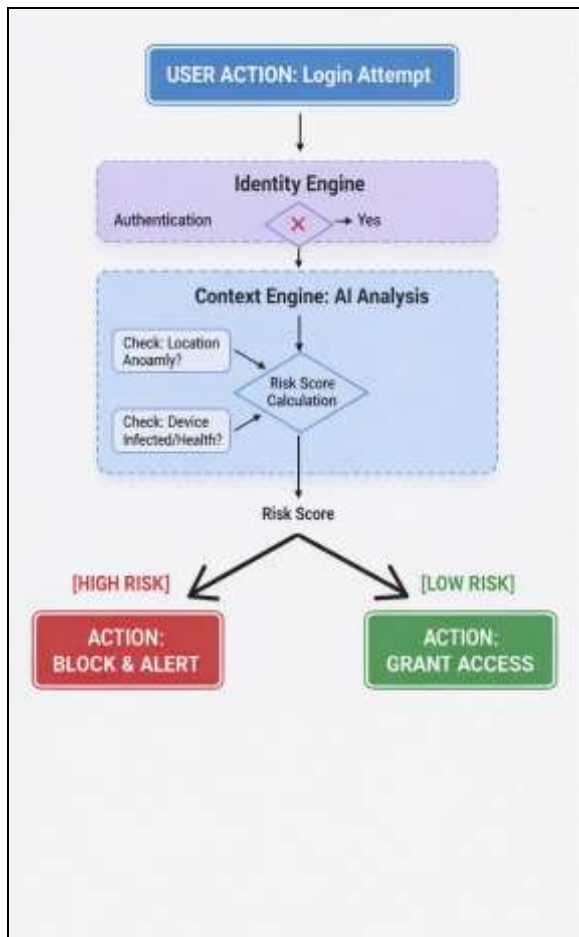 USER ACTION: Login Attempt
Identity Engine
Authentication
Yes
Context Engine: AI Analysis
Check: Location
Anoamly?
Risk Score
Calculation
Check: Device
Infected/Health?
Risk Score
[HIGH RISK]
[LOW RISK]
ACTION:
BLOCK & ALERT
ACTION:
GRANT ACCESS